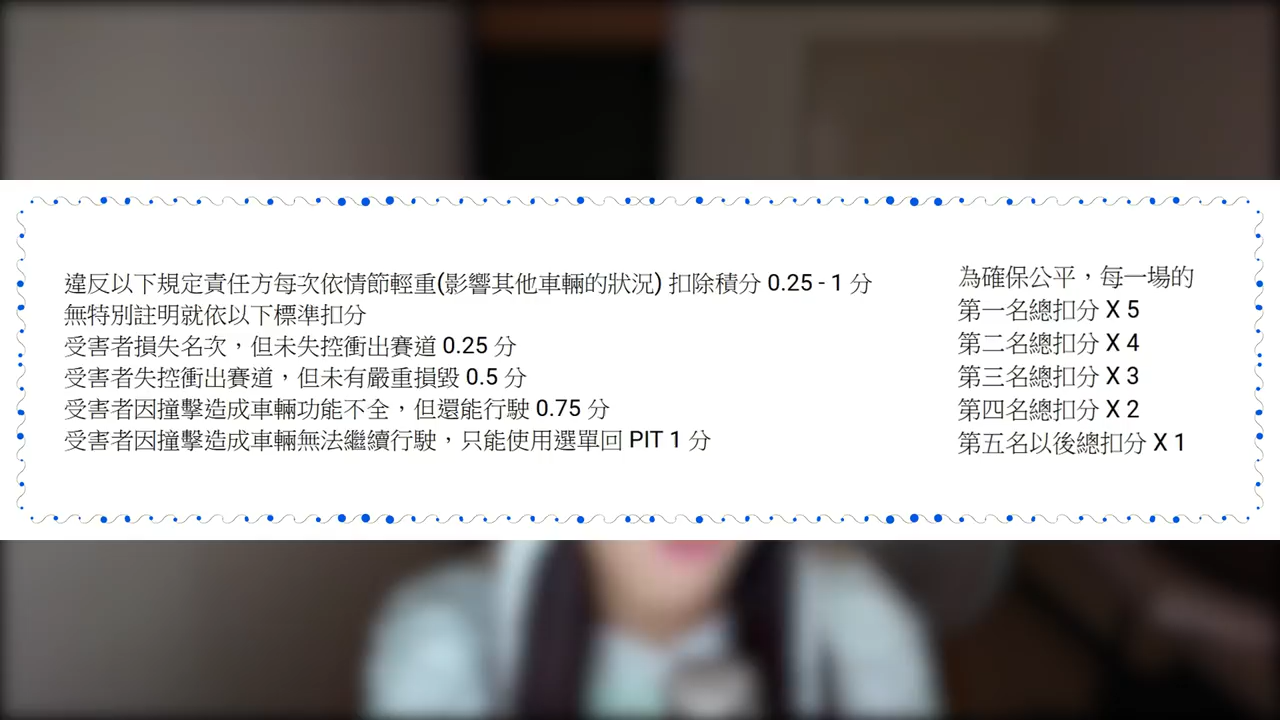 違反以下規定責任方每次依情節輕重(影響其他車輛的狀況) 扣除積分 0.25 - 1 分
無特別註明就依以下標準扣分
受害者損失名次，但未失控衝出賽道 0.25 分
受害者失控衝出賽道，但未有嚴重損毀 0.5 分
受害者因撞擊造成車輛功能不全，但還能行駛 0.75 分
受害者因撞擊造成車輛無法繼續行駛，只能使用選單回 PIT 1 分
為確保公平，每一場的
第一名總扣分 X 5
第二名總扣分 X 4
第三名總扣分 X 3
第四名總扣分 X 2
第五名以後總扣分 X 1